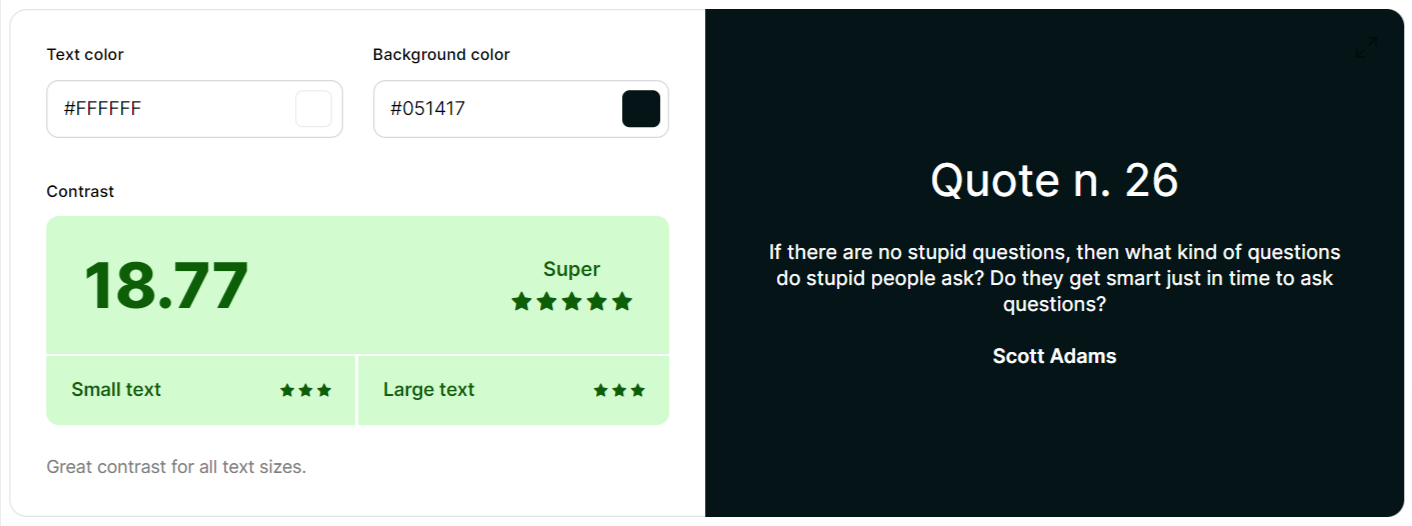 Text color
Background color
#FFFFFF
#051417
Contrast
18.77
Super
Small text
Large text
Great contrast for all text sizes.
Quote n. 26
If there are no stupid questions, then what kind of questions
do stupid people ask? Do they get smart just in time to ask
questions?
Scott Adams